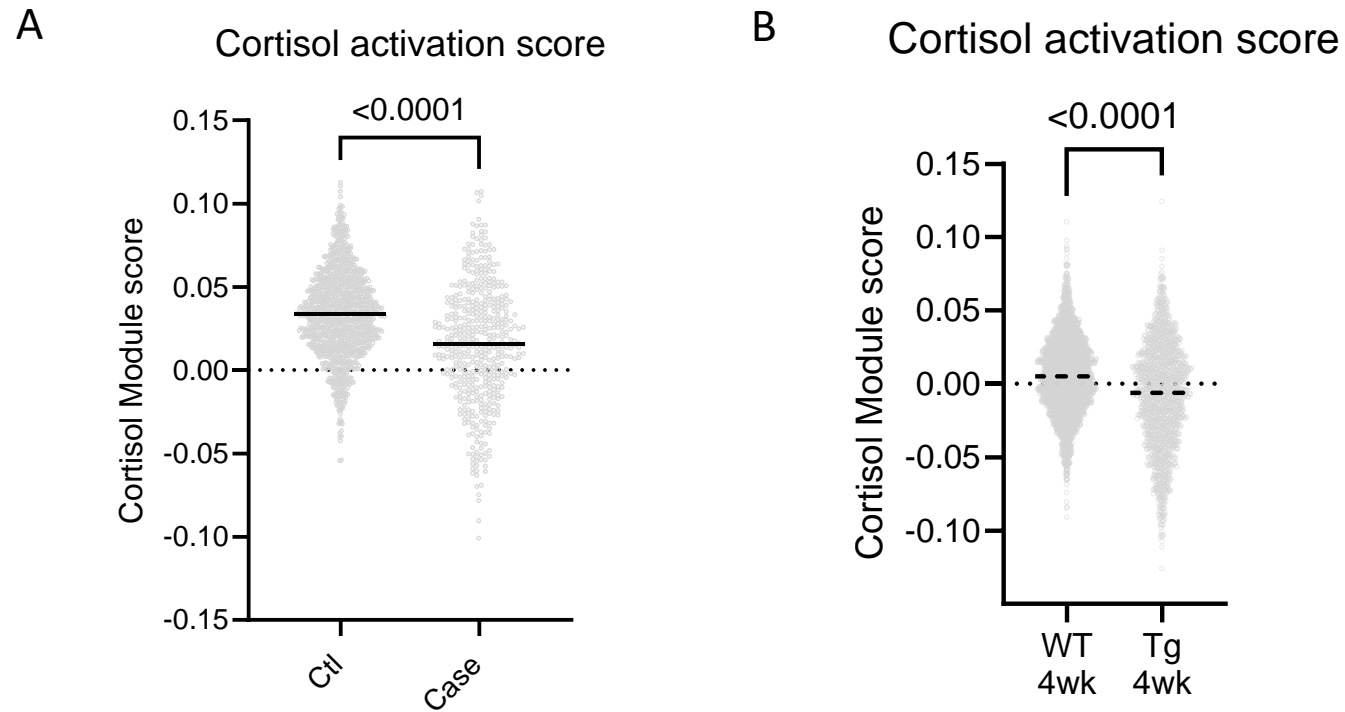 A
Cortisol activation score
<0.0001
Cortisol Module score
0.15
0.10
0.05
0.00
-0.05
-0.10
-0.15
Ctl
Case
B
Cortisol activation score
<0.0001
Cortisol Module score
0.15
0.10
0.05
0.00
-0.05
-0.10
WT
4wk
Tg
4wk